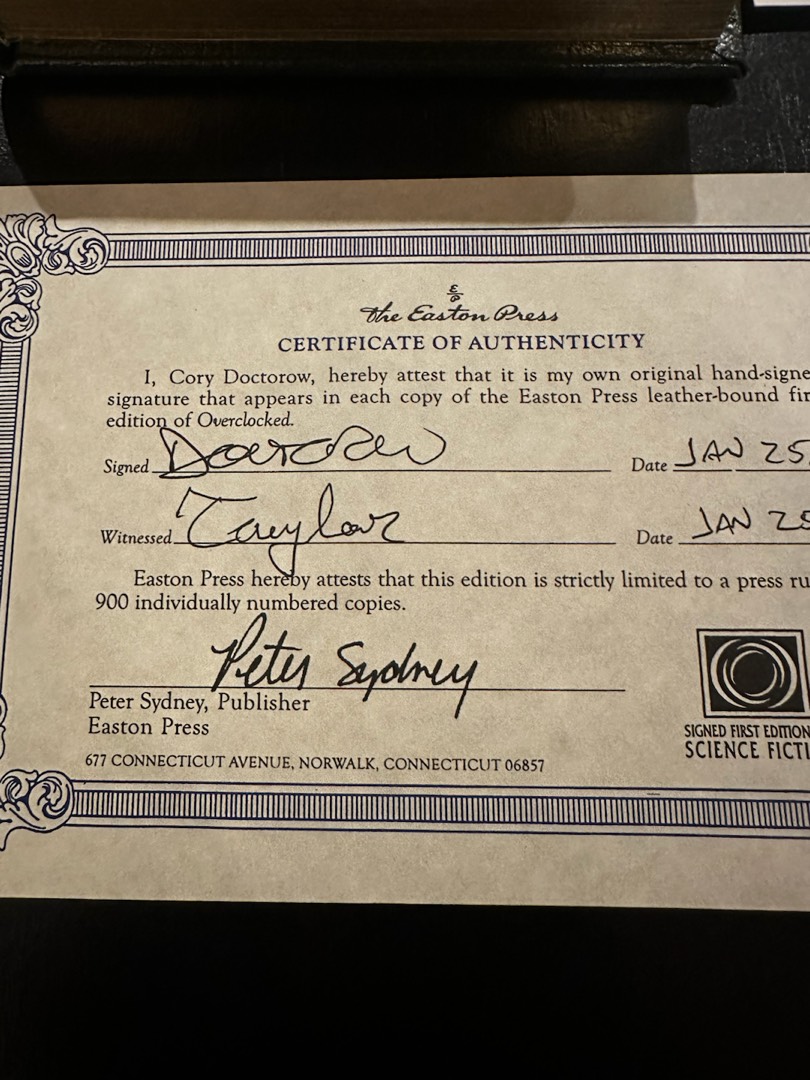 The Easton Press
CERTIFICATE OF AUTHENTICITY
I, Cory Doctorow, hereby attest that it is my own original hand-signe
signature that appears in each copy of the Easton Press leather-bound fir
edition of Overclocked.
Signed Doctorow Date JAN 25
Witnessed Taylor Date JAN 25
Easton Press hereby attests that this edition is strictly limited to a press ru
900 individually numbered copies.
Peter Sydney
Peter Sydney, Publisher
Easton Press
677 CONNECTICUT AVENUE, NORWALK, CONNECTICUT 06857
SIGNED FIRST EDITION
SCIENCE FICTI